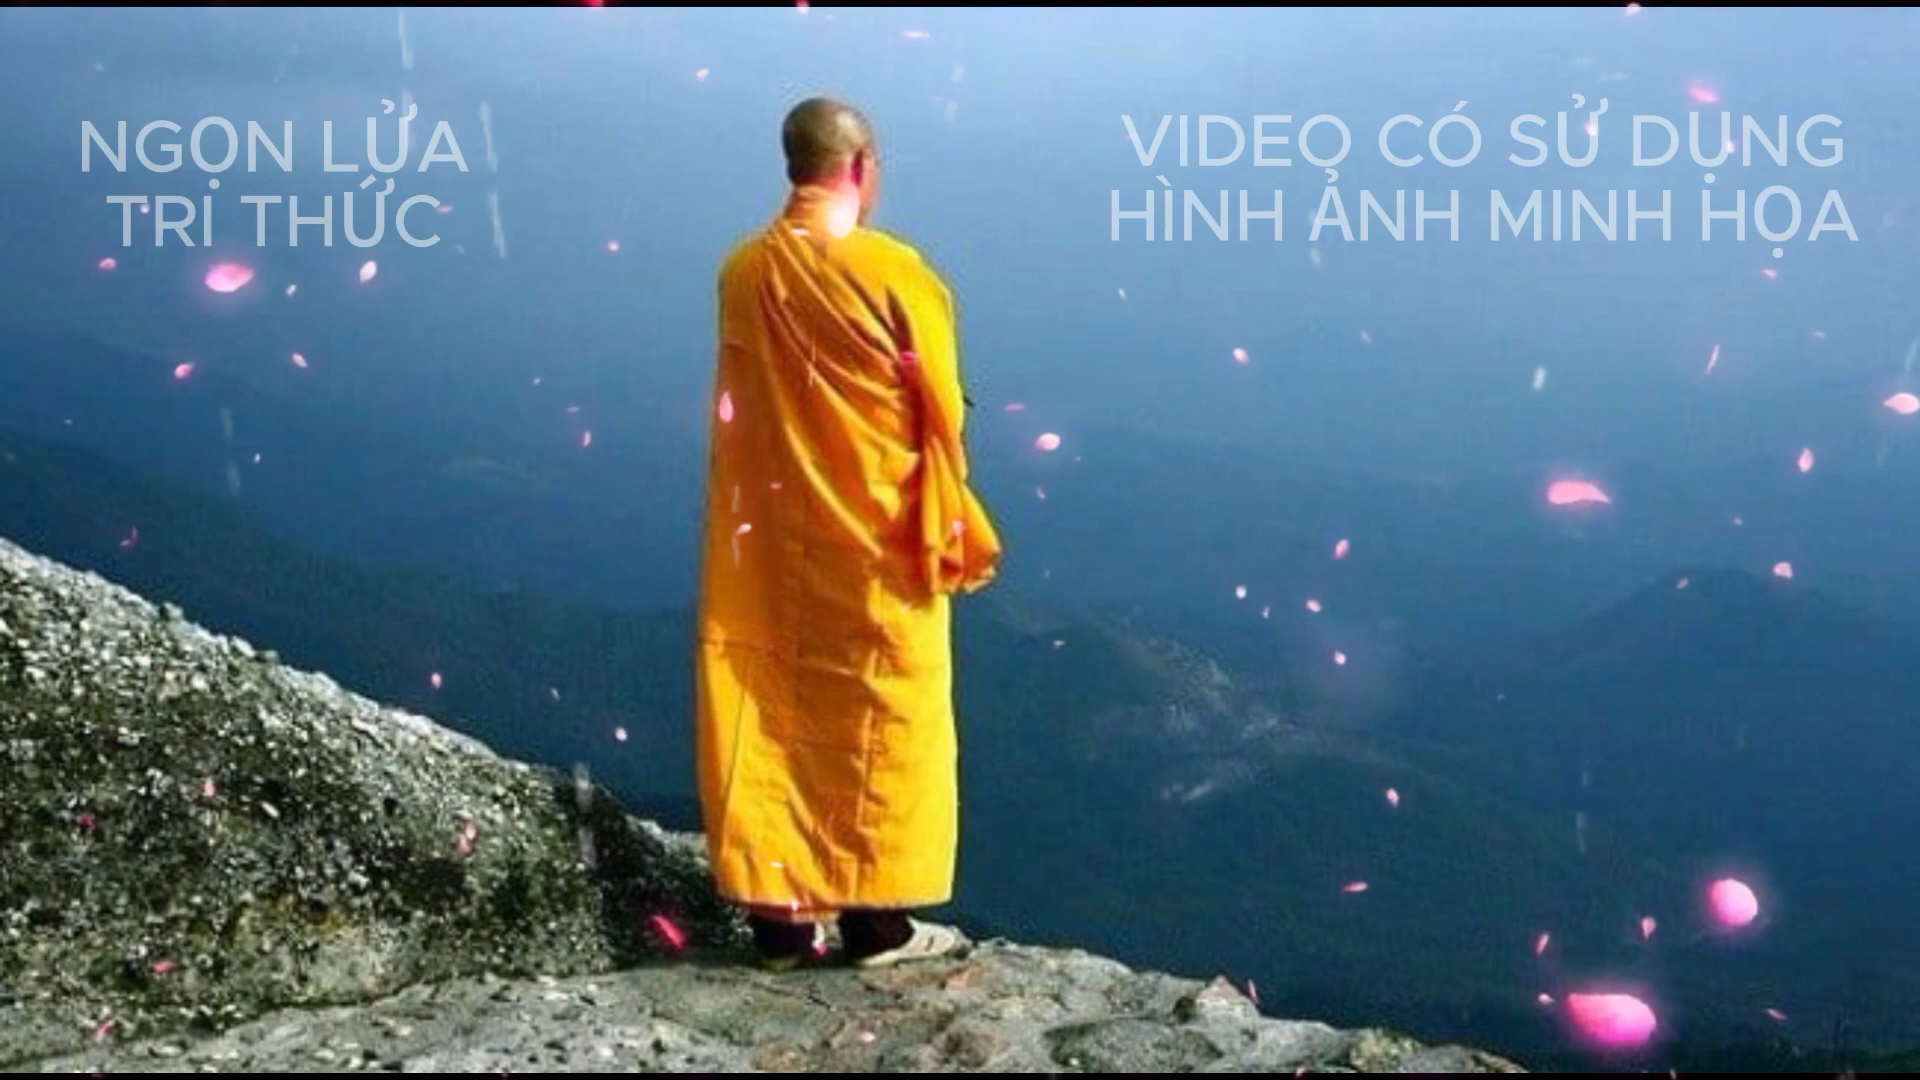 NGỌN LỬA
TRI THỨC
VIDEO CÓ SỬ DỤNG
HÌNH ẢNH MINH HỌA